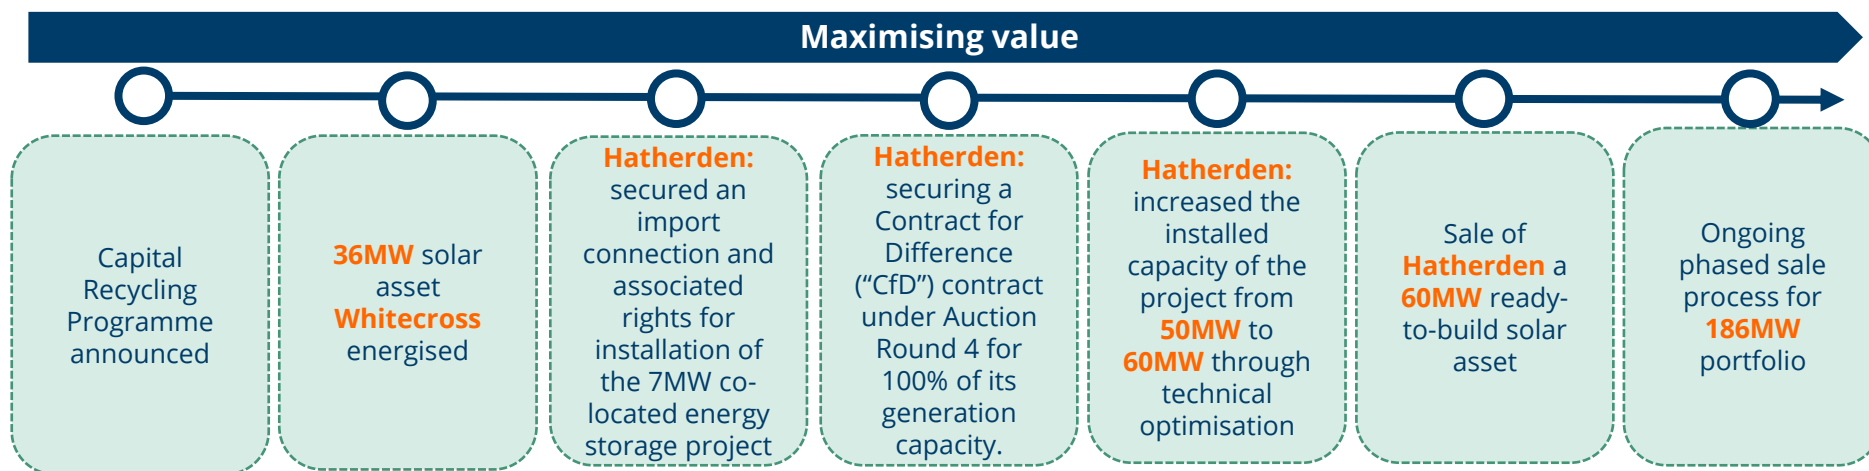 Maximising value
Capital
Recycling
Programme
announced
36MW solar
asset
Whitecross
energised
Hatherden:
secured an
import
connection and
associated
rights for
installation of
the 7MW co-
located energy
storage project
Hatherden:
securing a
Contract for
Difference
(“CfD”) contract
under Auction
Round 4 for
100% of its
generation
capacity.
Hatherden:
increased the
installed
capacity of the
project from
50MW to
60MW through
technical
optimisation
Sale of
Hatherden a
60MW ready-
to-build solar
asset
Ongoing
phased sale
process for
186MW
portfolio